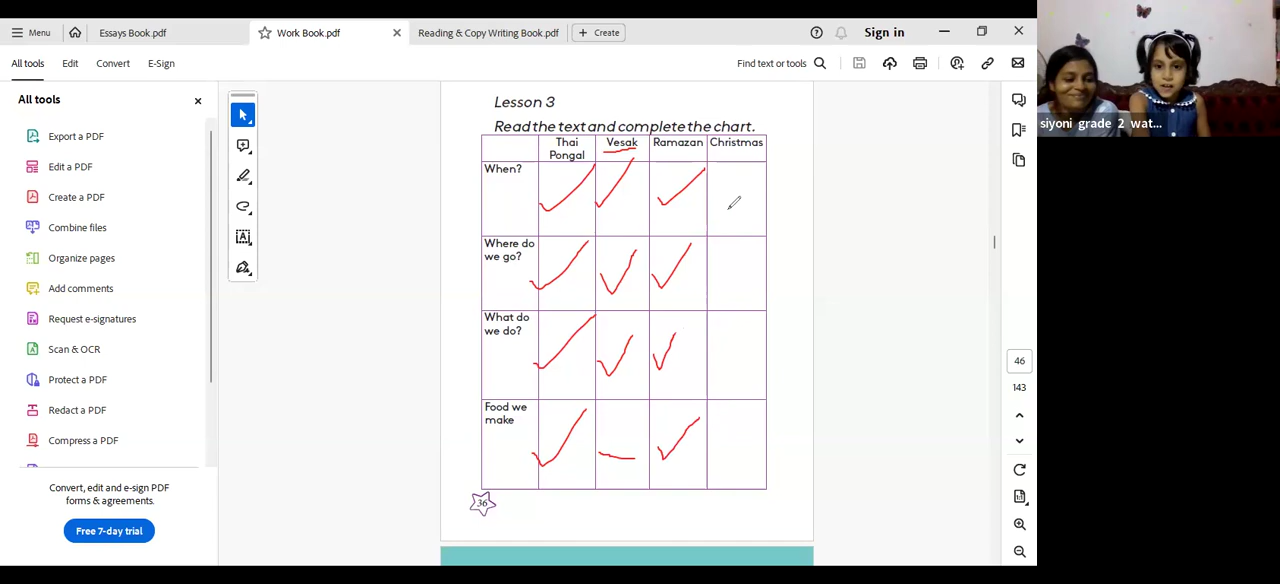 Menu
Essays Book.pdf
Work Book.pdf
Reading & Copy Writing Book.pdf
+ Create
Sign in
All tools
Edit
Convert
E-Sign
Find text or tools
All tools
Export a PDF
Edit a PDF
Create a PDF
Combine files
Organize pages
Add comments
Request e-signatures
Scan & OCR
Protect a PDF
Redact a PDF
Compress a PDF
Convert, edit and e-sign PDF
forms & agreements.
Free 7-day trial
Lesson 3
Read the text and complete the chart.
Thai
Pongal
Vesak
Ramazan
Christmas
When?
Where do
we go?
What do
we do?
Food we
make
36
46
143
siyoni grade 2 wat...